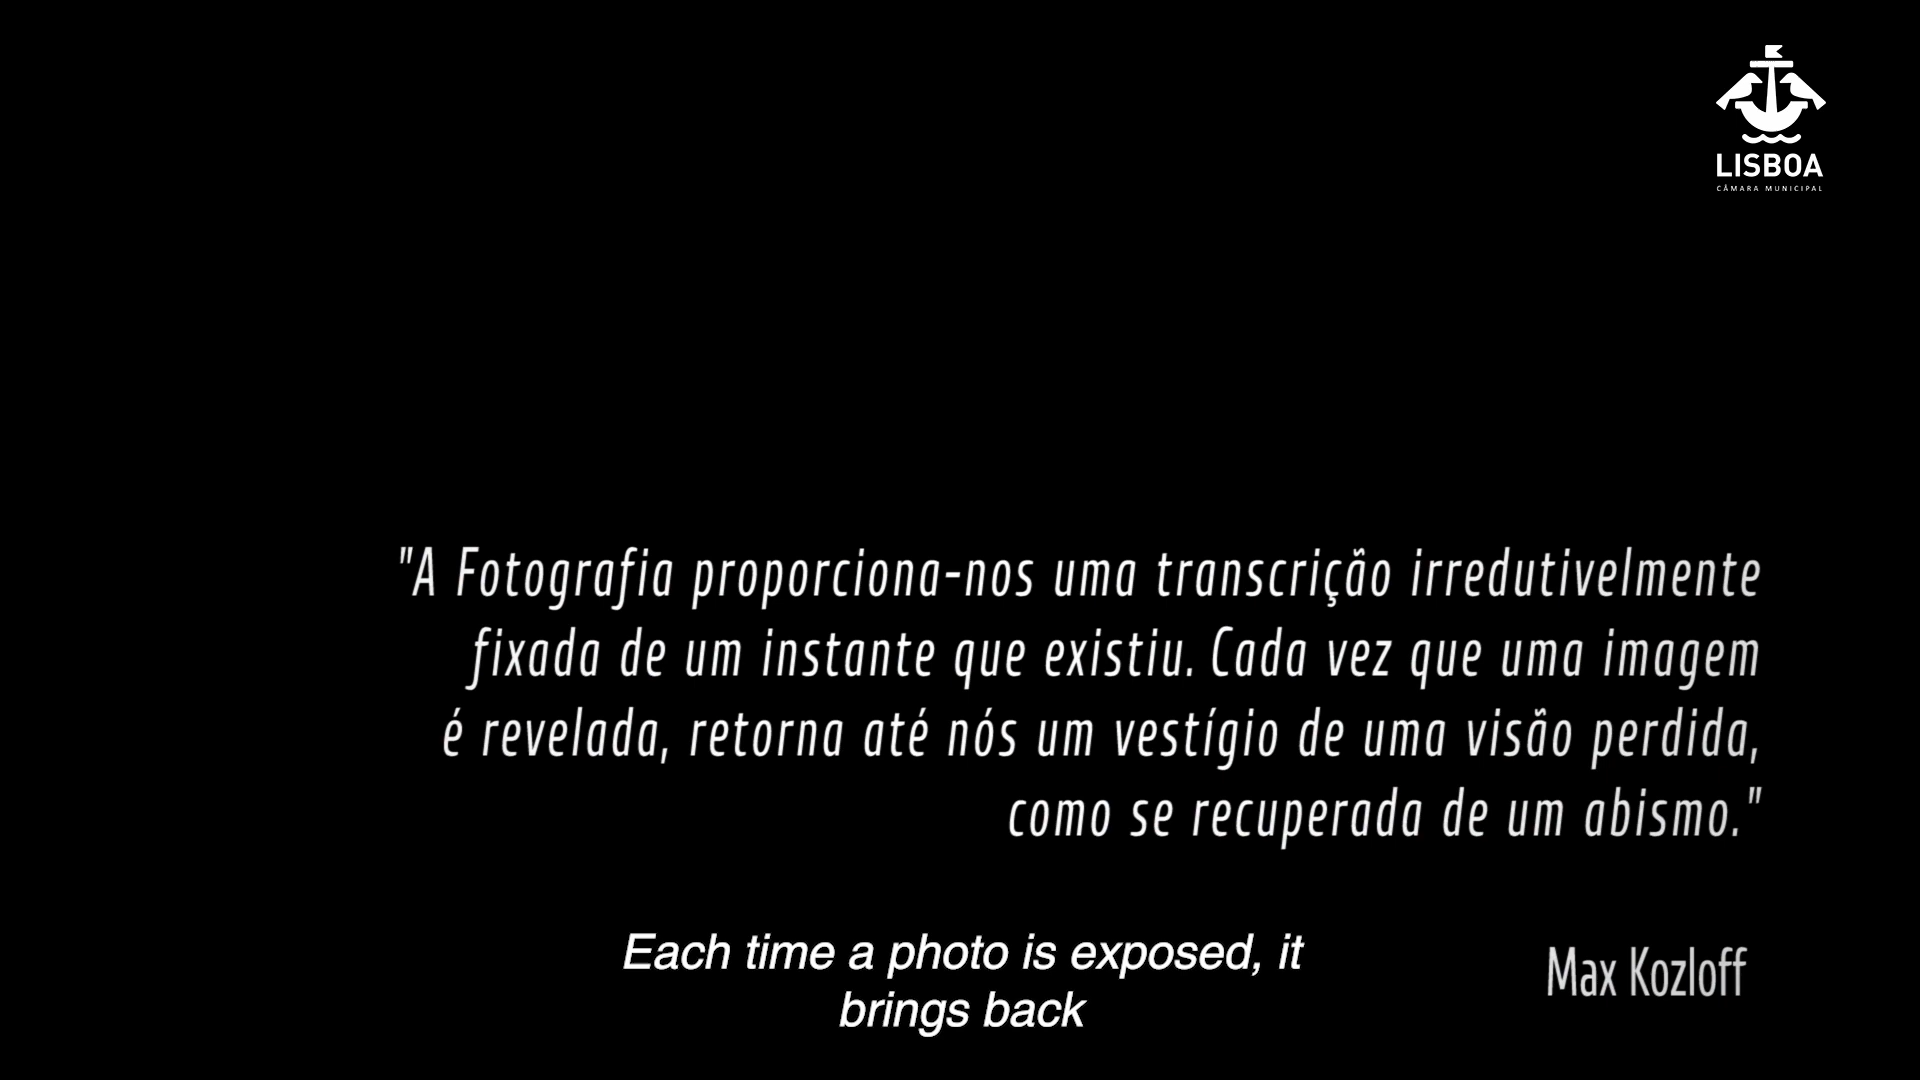 LISBOA
CÂMARA MUNICIPAL
"A Fotografia proporciona-nos uma transcrição irredutivelmente
fixada de um instante que existiu. Cada vez que uma imagem
é revelada, retorna até nós um vestígio de uma visão perdida,
como se recuperada de um abismo."
Max Kozloff
Each time a photo is exposed, it
brings back